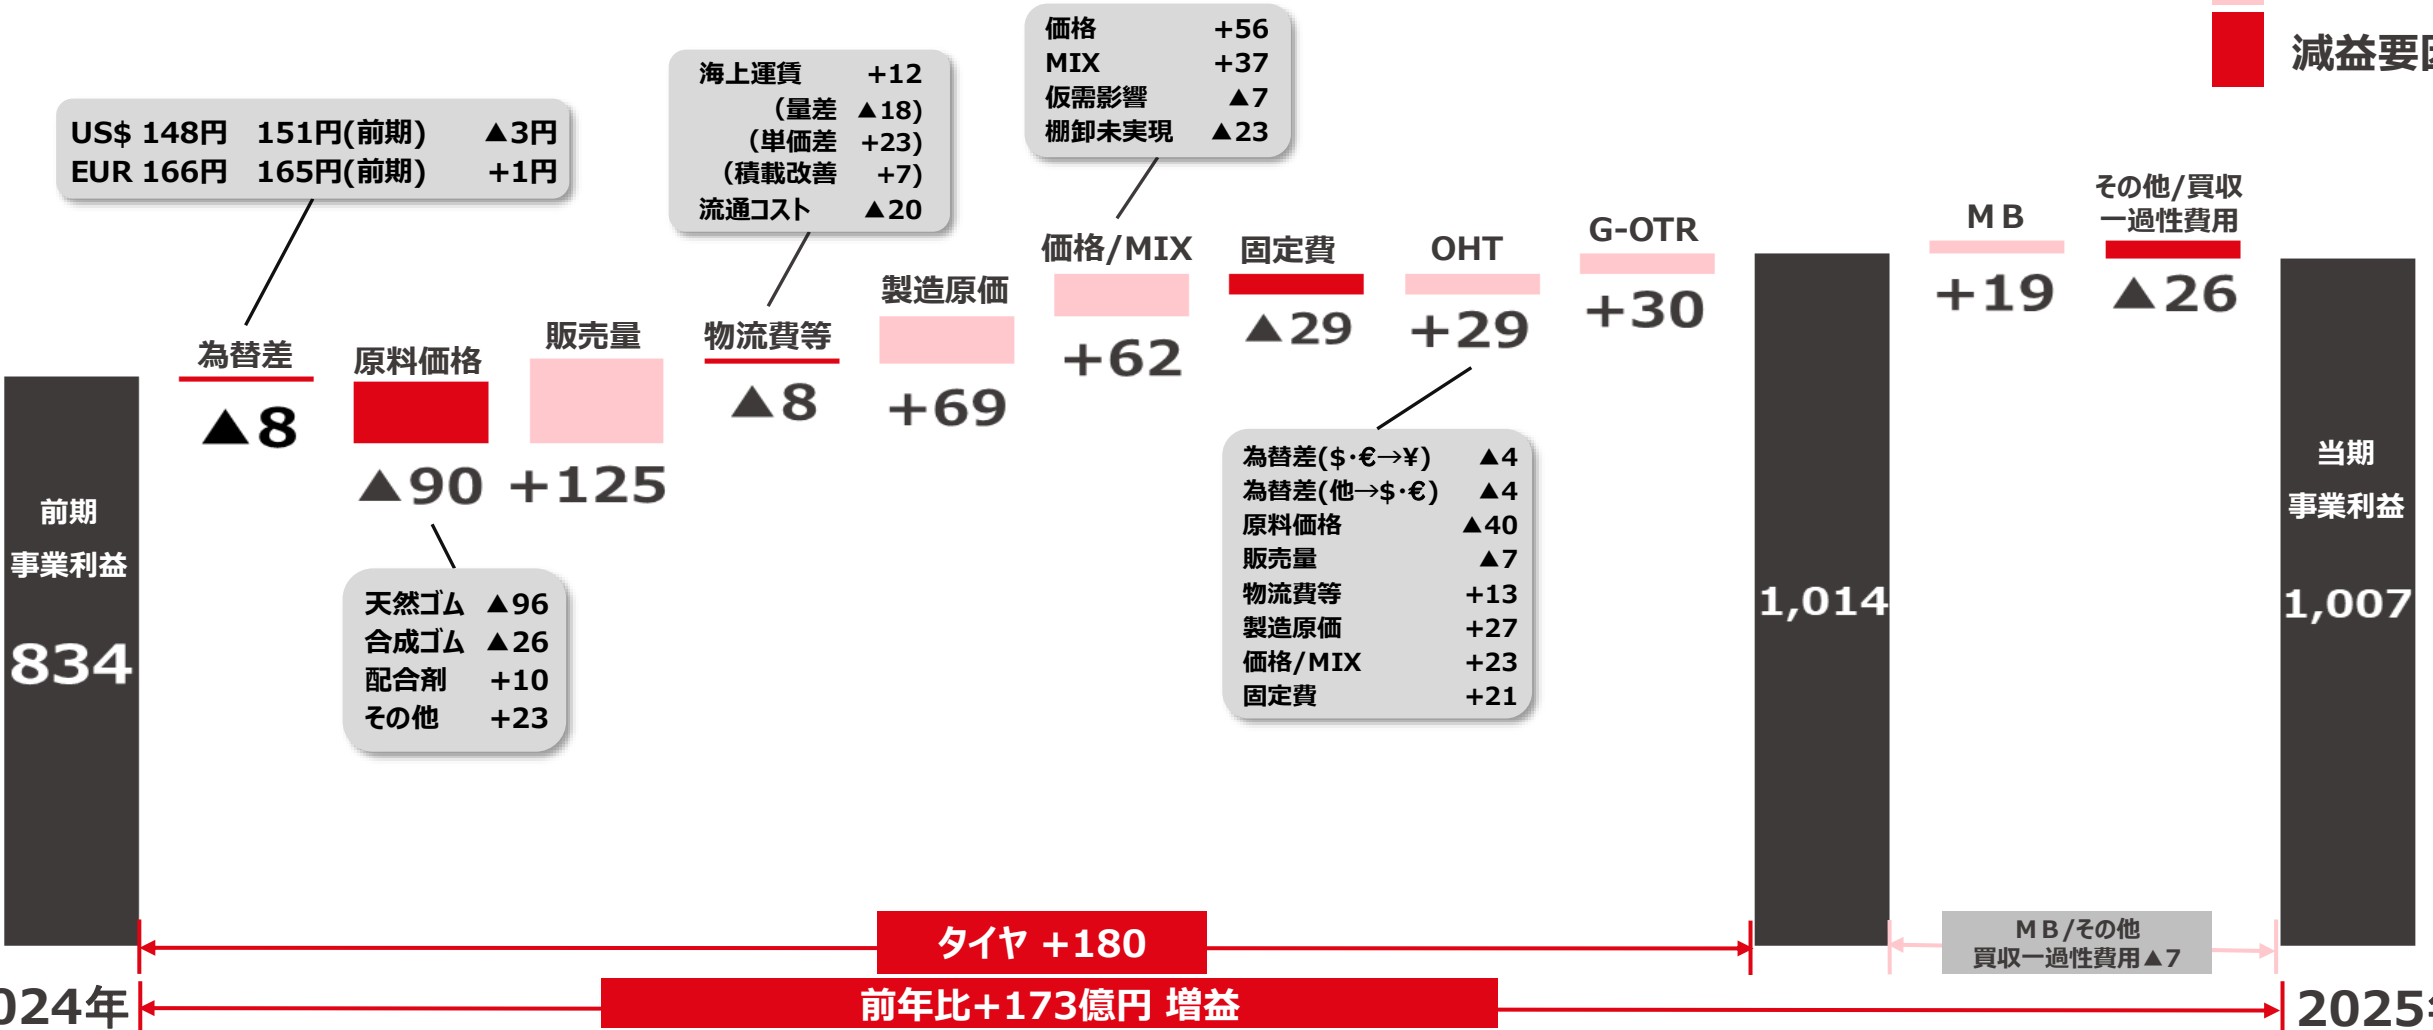 減益要因
US$ 148円 151円(前期) ▲3円
EUR 166円 165円(前期) +1円
海上運賃 +12
(量差 ▲18)
(単価差 +23)
(積載改善 +7)
流通コスト ▲20
価格 +56
MIX +37
仮需影響 ▲7
棚卸未実現 ▲23
前期
事業利益
834
為替差
▲8
原料価格
▲90
天然ゴム ▲96
合成ゴム ▲26
配合剤 +10
その他 +23
販売量
+125
物流費等
▲8
製造原価
+69
価格/MIX
+62
固定費
▲29
OHT
+29
為替差($・€→¥) ▲4
為替差(他→$・€) ▲4
原料価格 ▲40
販売量 ▲7
物流費等 +13
製造原価 +27
価格/MIX +23
固定費 +21
G-OTR
+30
1,014
ＭＢ
+19
その他/買収
一過性費用
▲26
当期
事業利益
1,007
タイヤ +180
ＭＢ/その他
買収一過性費用▲7
前年比+173億円 増益
024年
2025年